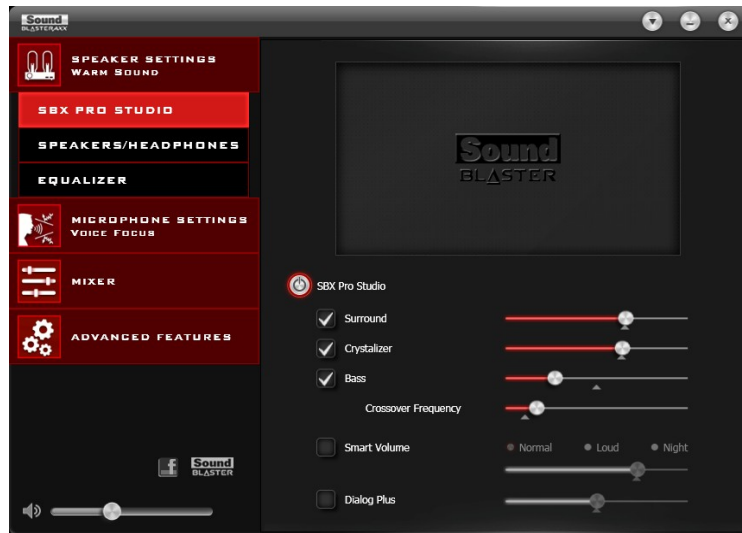 Sound
BLASTERAXX
SPEAKER SETTINGS
WARM SOUND
SBX PRO STUDIO
SPEAKERS/HEADPHONES
EQUALIZER
MICROPHONE SETTINGS
VOICE FOCUS
MIXER
ADVANCED FEATURES
Sound
BLASTER
SBX Pro Studio
Surround
Crystalizer
Bass
Crossover Frequency
Smart Volume
Normal
Loud
Night
Dialog Plus
f
Sound
BLASTER